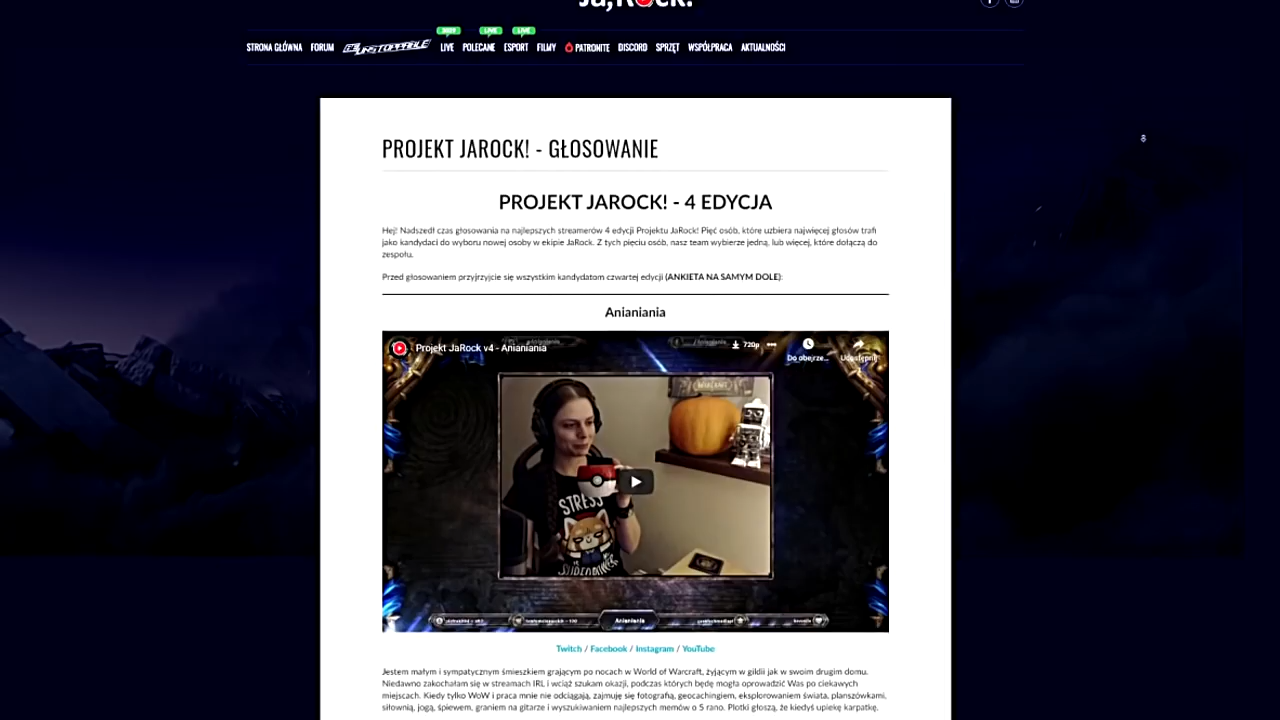 Ja,Rock!
STRONA GŁÓWNA FORUM UNSTOPPABLE LIVE POLECANE ESPORT FILMY PATRONITE DISCORD SPRZĘT WSPÓŁPRACA AKTUALNOŚCI
LIVE LIVE
PROJEKT JAROCK! - GŁOSOWANIE
PROJEKT JAROCK! - 4 EDYCJA
Hej! Nadszedł czas głosowania na najlepszych streamerów 4 edycji Projektu JaRock! Pięć osób, które uzbiera najwięcej głosów trafi
jako kandydaci do wyboru nowej osoby w ekipie JaRock. Z tych pięciu osób, nasz team wybierze jedną, lub więcej, które dołączą do
zespołu.
Przed głosowaniem przyjrzyjcie się wszystkim kandydatom czwartej edycji (ANKIETA NA SAMYM DOLE):
Anianiania
Projekt JaRock v4 - Anianiania
720p
Do obejrze... Udostępnij
STRESS
Anianiania
Twitch / Facebook / Instagram / YouTube
Jestem małym i sympatycznym śmieszkiem grającym po nocach w World of Warcraft, żyjącym w gildii jak w swoim drugim domu.
Niedawno zakochałam się w streamach IRL i wciąż szukam okazji, podczas których będę mogła oprowadzić Was po ciekawych
miejscach. Kiedy tylko WoW i praca mnie nie odciągają, zajmuję się fotografią, geocachingiem, eksplorowaniem świata, planszówkami,
siłownią, jogą, śpiewem, graniem na gitarze i wyszukiwaniem najlepszych memów o 5 rano. Plotki głoszą, że kiedyś upiekę karpatkę.